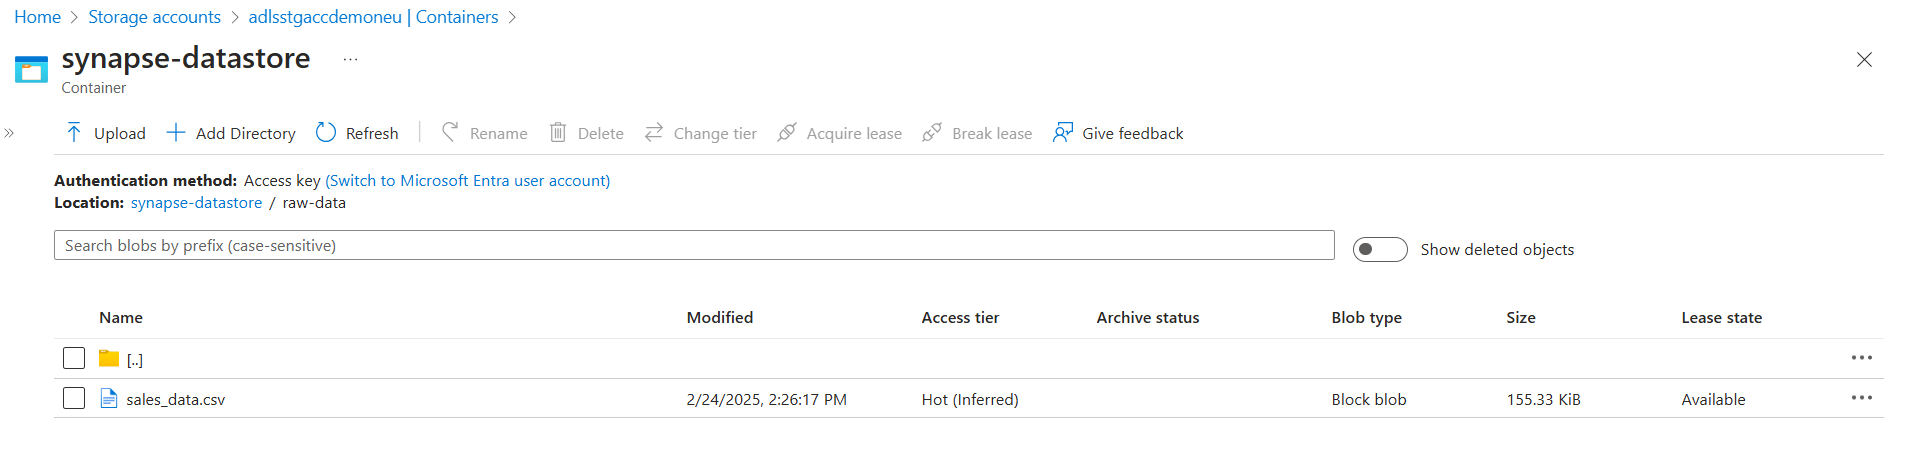 Home > Storage accounts > adlsstgaccdemoneu | Containers >
synapse-datastore ...
Container
» Upload Add Directory Refresh Rename Delete Change tier Acquire lease Break lease Give feedback
Authentication method: Access key (Switch to Microsoft Entra user account)
Location: synapse-datastore / raw-data
Search blobs by prefix (case-sensitive) Show deleted objects
Name Modified Access tier Archive status Blob type Size Lease state
[..] ...
sales_data.csv 2/24/2025, 2:26:17 PM Hot (Inferred) Block blob 155.33 KiB Available ...